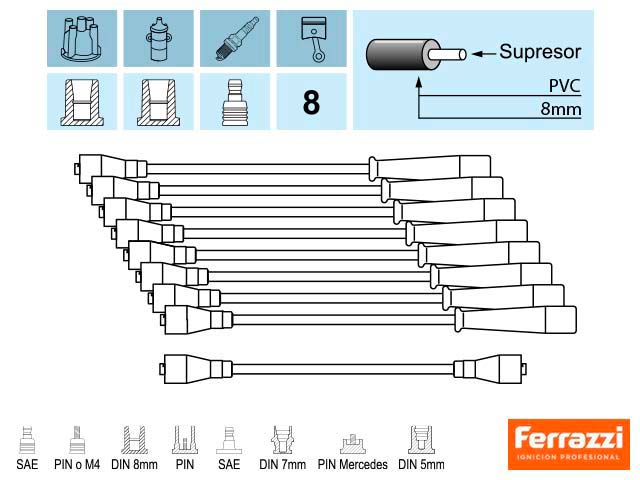 Supresor
PVC
8
8mm
SAE
PIN o M4
DIN 8mm
PIN
SAE
DIN 7mm
PIN Mercedes
DIN 5mm
Ferrazzi
IGNICION PROFESIONAL